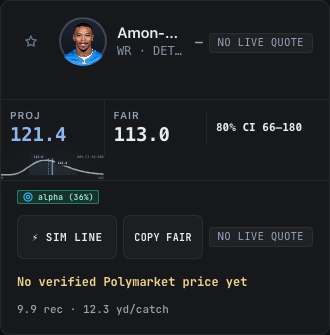 Amon-...
WR · DET...
— NO LIVE QUOTE
PROJ
121.4
FAIR
113.0
80% CI 66–180
alpha (36%)
⚡ SIM LINE
COPY FAIR
NO LIVE QUOTE
No verified Polymarket price yet
9.9 rec · 12.3 yd/catch